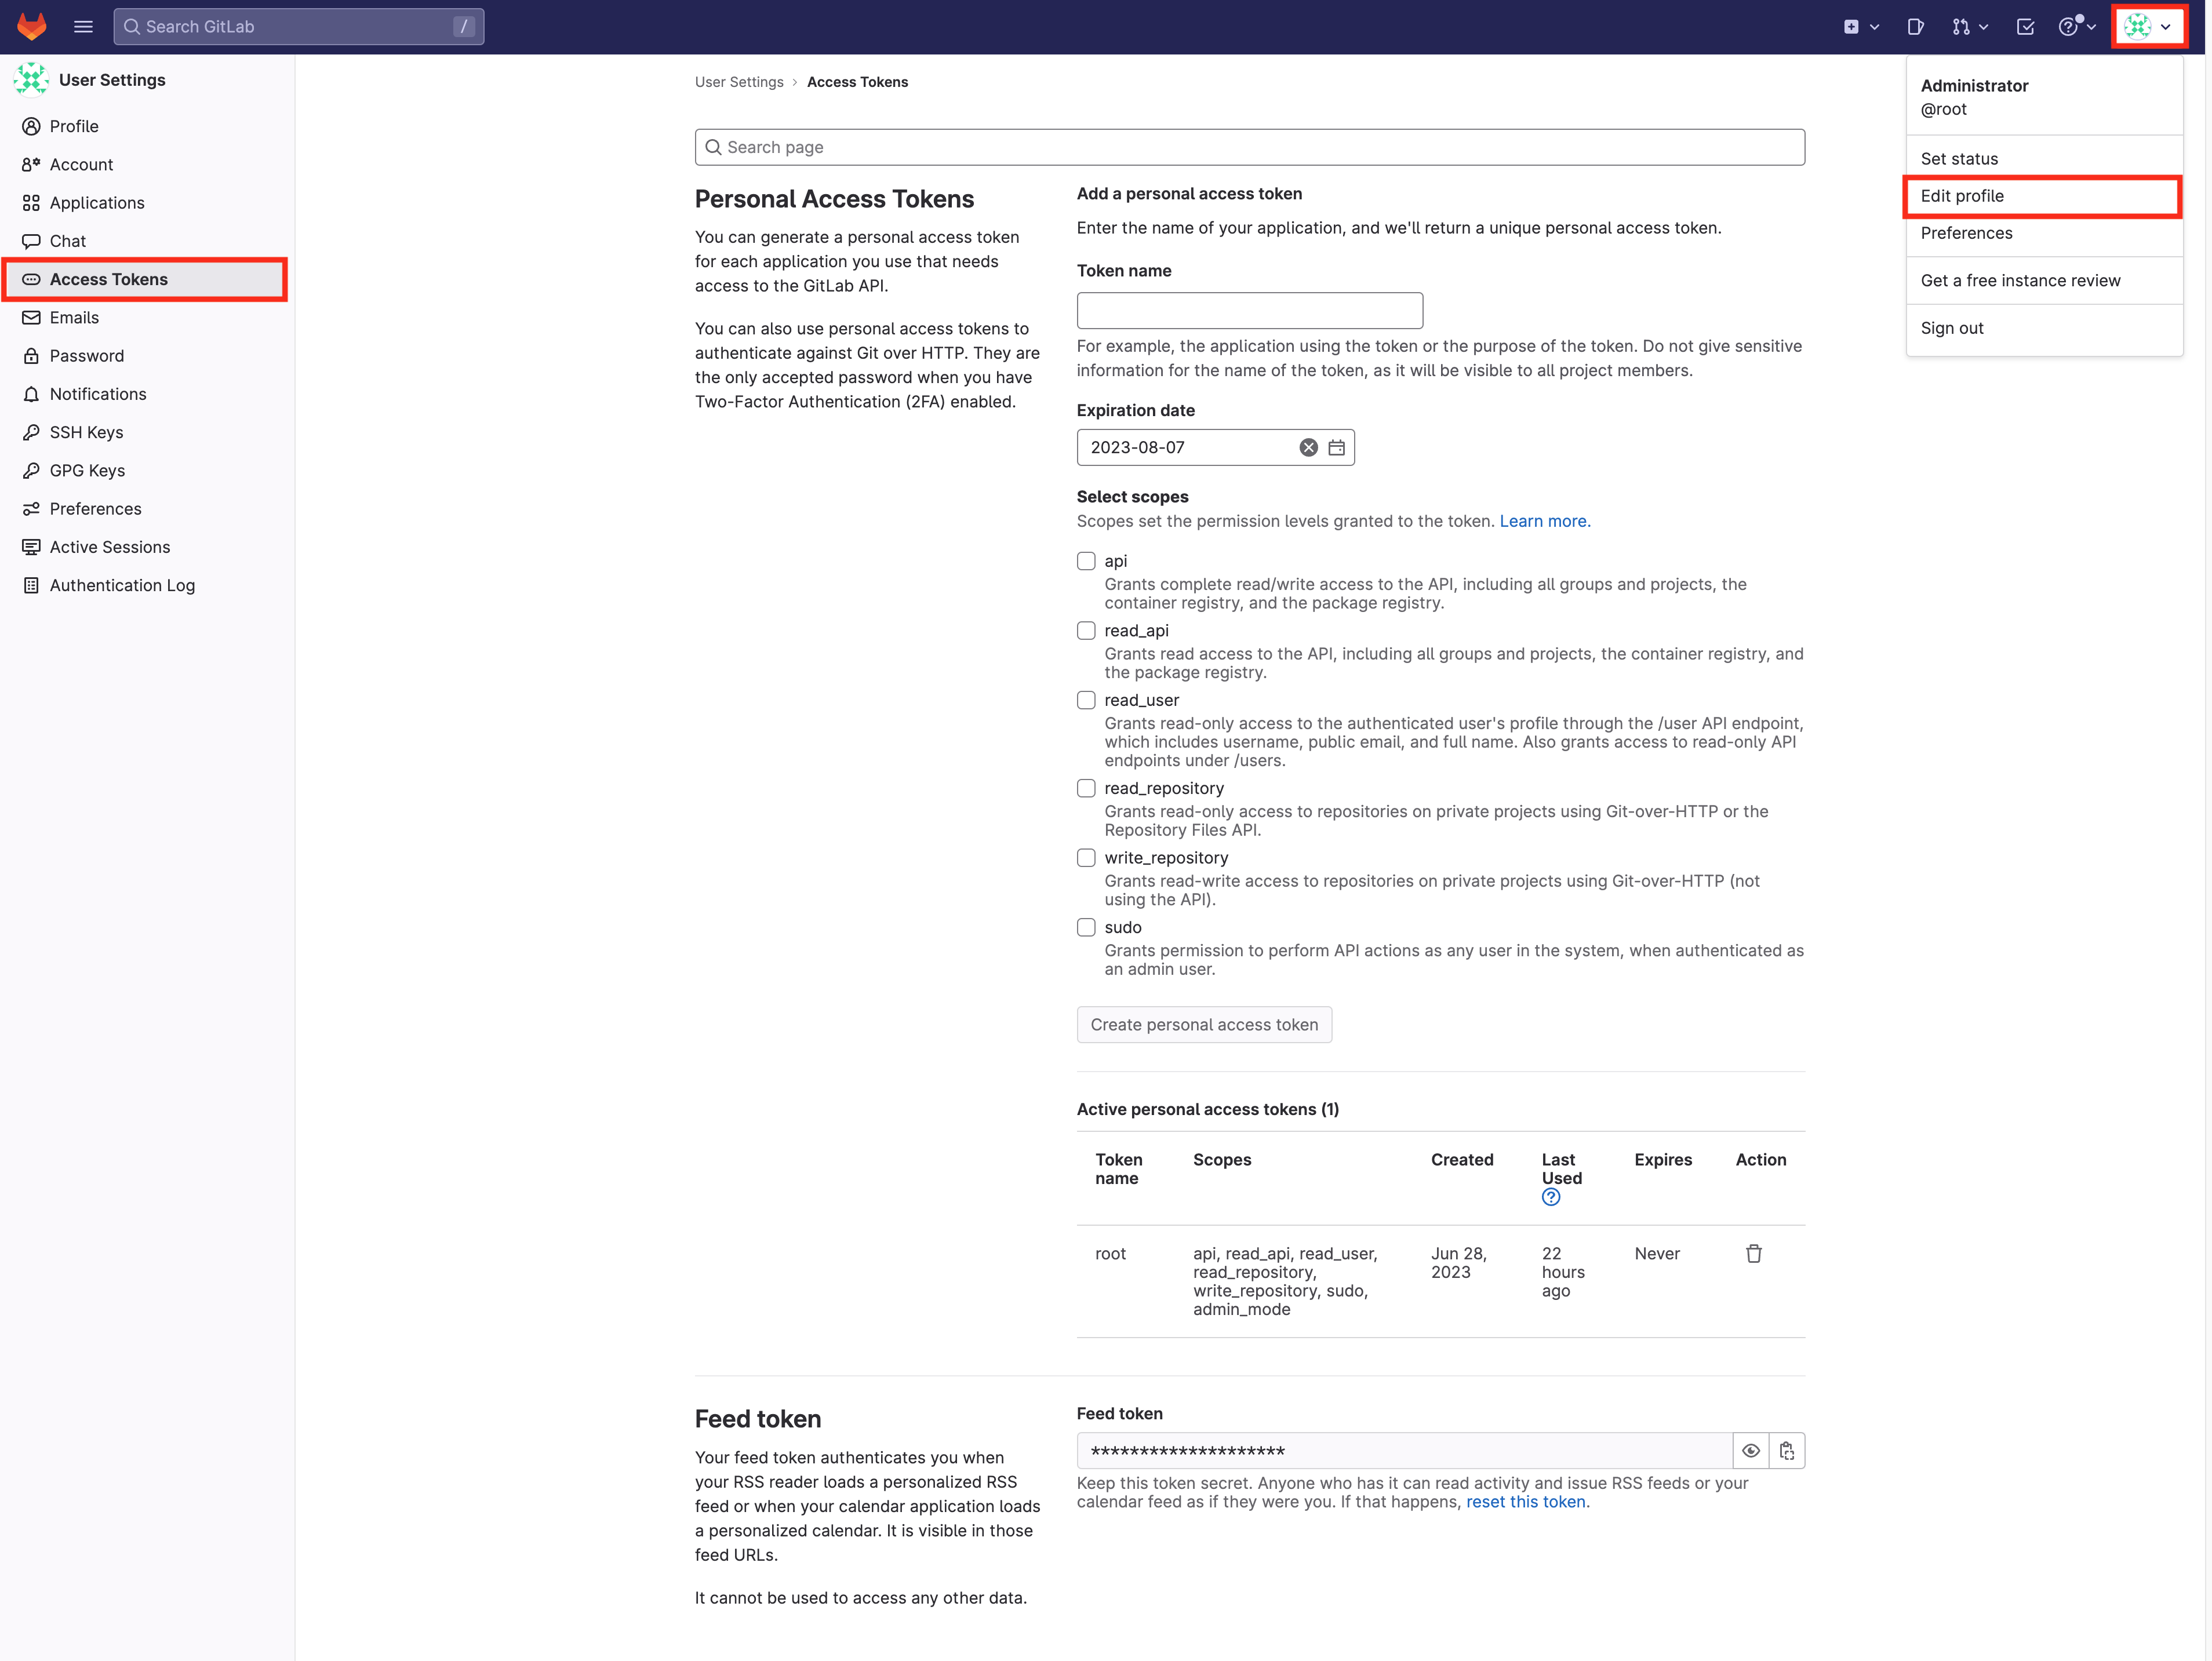 Search GitLab /
User Settings
Profile
Account
Applications
Chat
Access Tokens
Emails
Password
Notifications
SSH Keys
GPG Keys
Preferences
Active Sessions
Authentication Log
User Settings › Access Tokens
Search page
Personal Access Tokens
You can generate a personal access token
for each application you use that needs
access to the GitLab API.
You can also use personal access tokens to
authenticate against Git over HTTP. They are
the only accepted password when you have
Two-Factor Authentication (2FA) enabled.
Add a personal access token
Enter the name of your application, and we'll return a unique personal access token.
Token name
For example, the application using the token or the purpose of the token. Do not give sensitive
information for the name of the token, as it will be visible to all project members.
Expiration date
2023-08-07
Select scopes
Scopes set the permission levels granted to the token. Learn more.
api
Grants complete read/write access to the API, including all groups and projects, the
container registry, and the package registry.
read_api
Grants read access to the API, including all groups and projects, the container registry, and
the package registry.
read_user
Grants read-only access to the authenticated user's profile through the /user API endpoint,
which includes username, public email, and full name. Also grants access to read-only API
endpoints under /users.
read_repository
Grants read-only access to repositories on private projects using Git-over-HTTP or the
Repository Files API.
write_repository
Grants read-write access to repositories on private projects using Git-over-HTTP (not
using the API).
sudo
Grants permission to perform API actions as any user in the system, when authenticated as
an admin user.
Create personal access token
Active personal access tokens (1)
Token name Scopes Created Last Used Expires Action
root api, read_api, read_user, Jun 28, 22 Never
read_repository, 2023 hours
write_repository, sudo, ago
admin_mode
Feed token
Your feed token authenticates you when
your RSS reader loads a personalized RSS
feed or when your calendar application loads
a personalized calendar. It is visible in those
feed URLs.
It cannot be used to access any other data.
Feed token
********************
Keep this token secret. Anyone who has it can read activity and issue RSS feeds or your
calendar feed as if they were you. If that happens, reset this token.
Administrator
@root
Set status
Edit profile
Preferences
Get a free instance review
Sign out